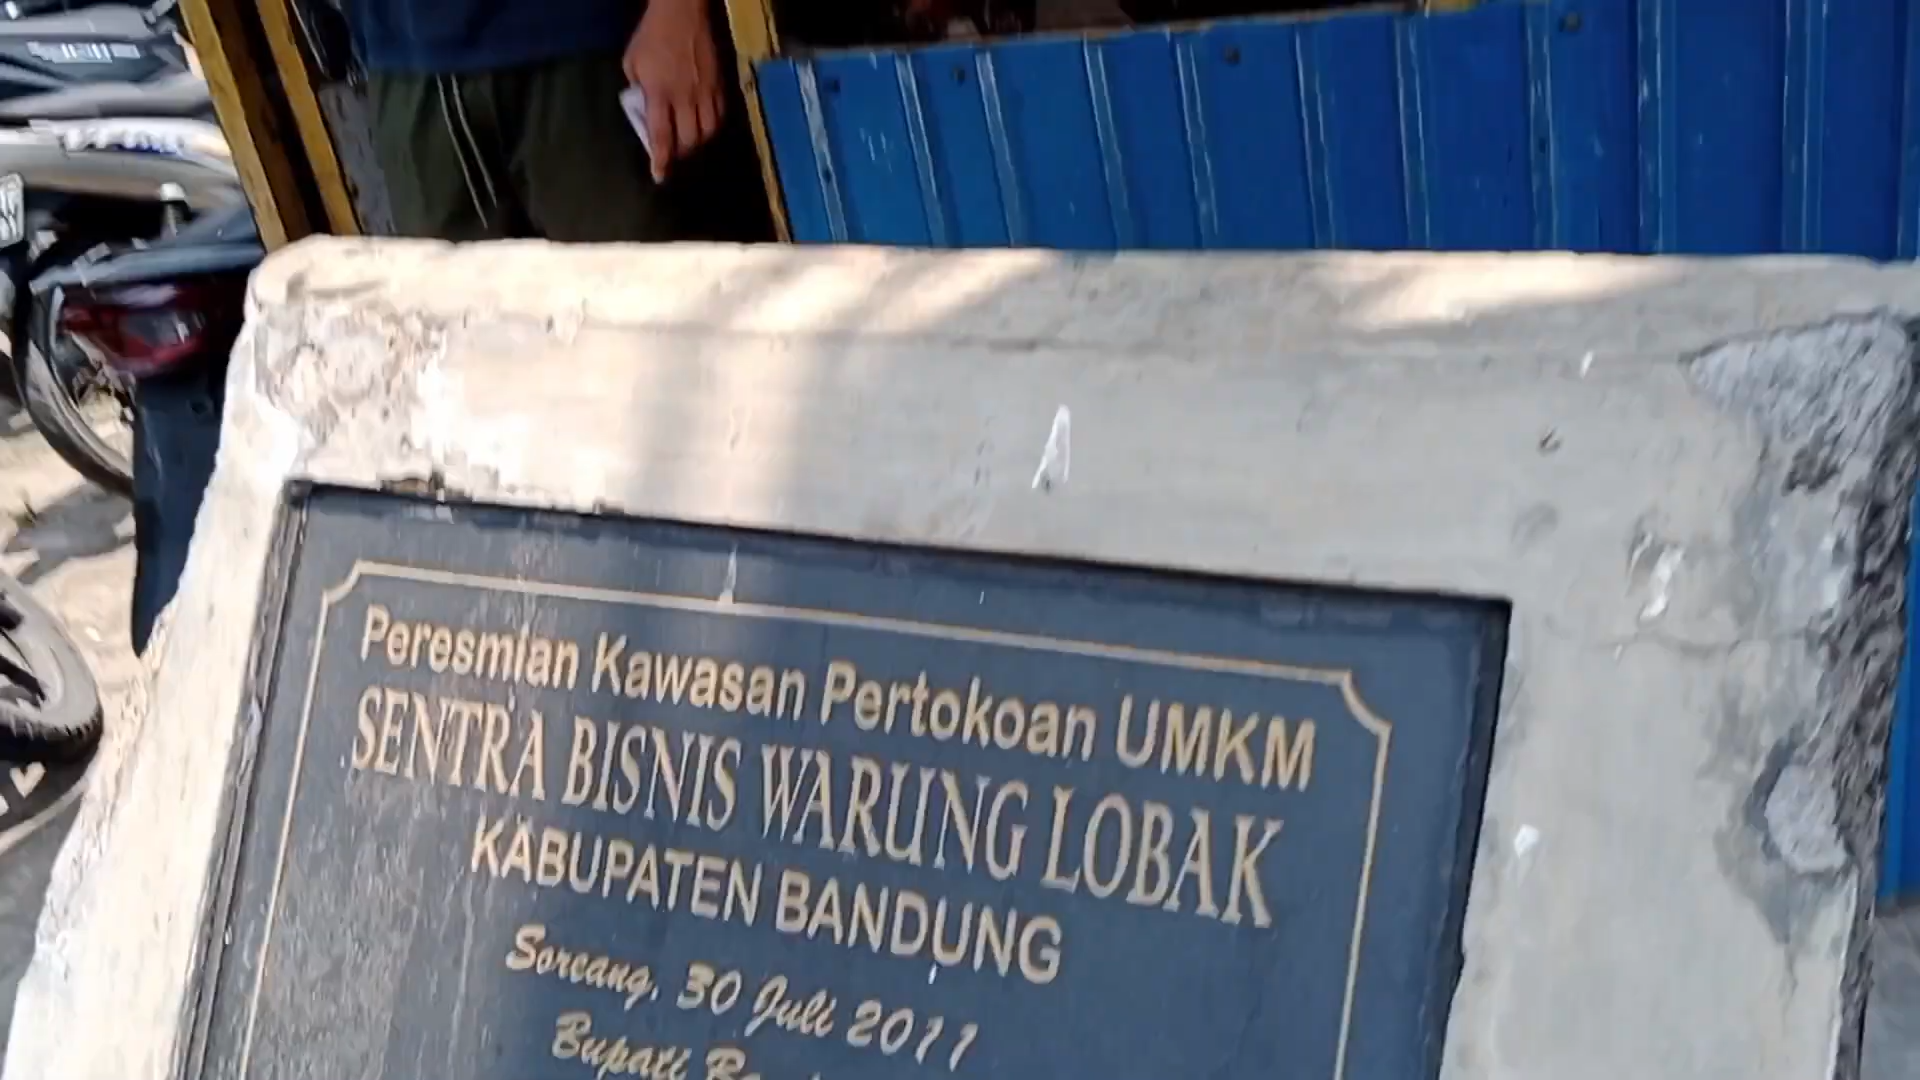 Peresmian Kawasan Pertokoan UMKM
SENTRA BISNIS WARUNG LOBAK
KABUPATEN BANDUNG
Soreang, 30 Juli 2011
Bupati